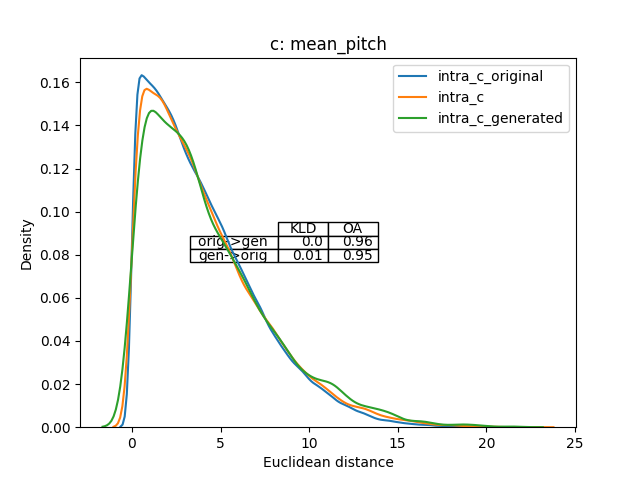 c: mean_pitch
intra_c_original
intra_c
intra_c_generated
KLD OA
orig->gen 0.0 0.96
gen->orig 0.01 0.95
Density
0.16
0.14
0.12
0.10
0.08
0.06
0.04
0.02
0.00
0 5 10 15 20 25
Euclidean distance